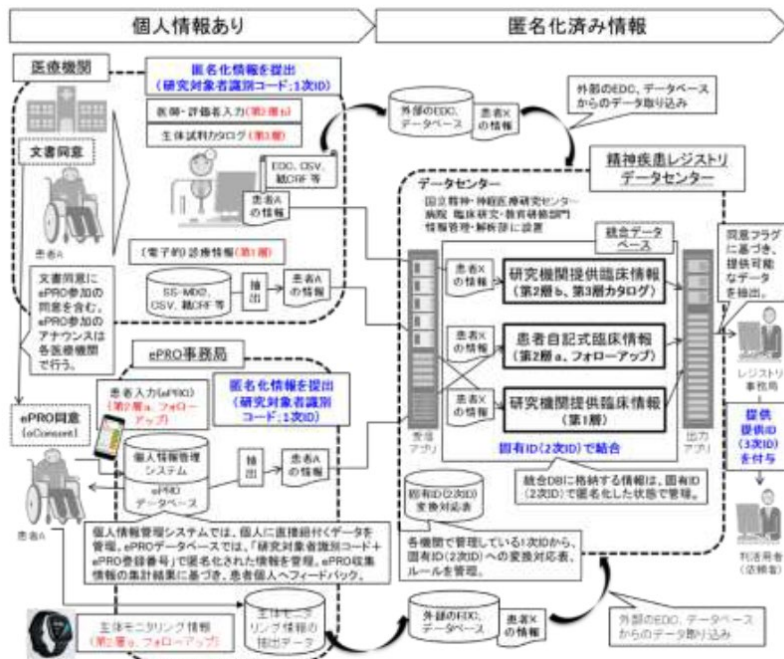 個人情報あり
匿名化済み情報
医療機関
匿名化情報を提出
(研究対象者識別コード:1次ID)
医師・評価者入力(第2層b)
生体試料カタログ(第3層)
文書同意
EDC, CSV,
紙CRF等
患者A
の情報
患者A
(電子的)診療情報(第1層)
SS-MIX2,
CSV, 紙CRF等
抽
出
患者A
の情報
文書同意に
ePRO参加の
同意を含む。
ePRO参加の
アナウンスは
各医療機関
で行う。
外部のEDC、
データベース
患者X
の情報
外部のEDC、データベース
からのデータ取り込み
精神疾患レジストリ
データセンター
データセンター
国立精神・神経医療研究センター
病院 臨床研究・教育研修部門
情報管理・解析部に設置
統合データ
ベース
患者X
の情報
研究機関提供臨床情報
(第2層b、第3層カタログ)
患者X
の情報
患者自記式臨床情報
(第2層a、フォローアップ)
患者X
の情報
研究機関提供臨床情報
(第1層)
受信
アプリ
固有ID(2次ID)で結合
出力
アプリ
同意フラグ
に基づき、
提供可能な
データを
抽出。
レジストリ
事務局
提供
提供ID
(3次ID)
を付与
利活用者
(依頼者)
統合DBに格納する情報は、固有ID
(2次ID)で匿名化した状態で管理。
固有ID(2次ID)
変換対応表
各機関で管理している1次IDから、
固有ID(2次ID)への変換対応表、
ルールを管理。
ePRO事務局
患者入力(ePRO)
(第2層a、フォロー
アップ)
匿名化情報を提出
(研究対象者識別
コード:1次ID)
ePRO同意
(eConsent)
個人情報管理
システム
ePRO
データベース
抽
出
患者A
の情報
患者A
個人情報管理システムでは、個人に直接紐付くデータを
管理。ePROデータベースでは、「研究対象者識別コード+
ePRO登録番号」で匿名化された情報を管理。ePRO収集
情報の集計結果に基づき、患者個人へフィードバック。
生体モニタリング情報
(第2層a、フォローアップ)
生体モニタ
リング情報の
抽出データ
外部のEDC、
データベース
患者X
の情報
外部のEDC、データベース
からのデータ取り込み